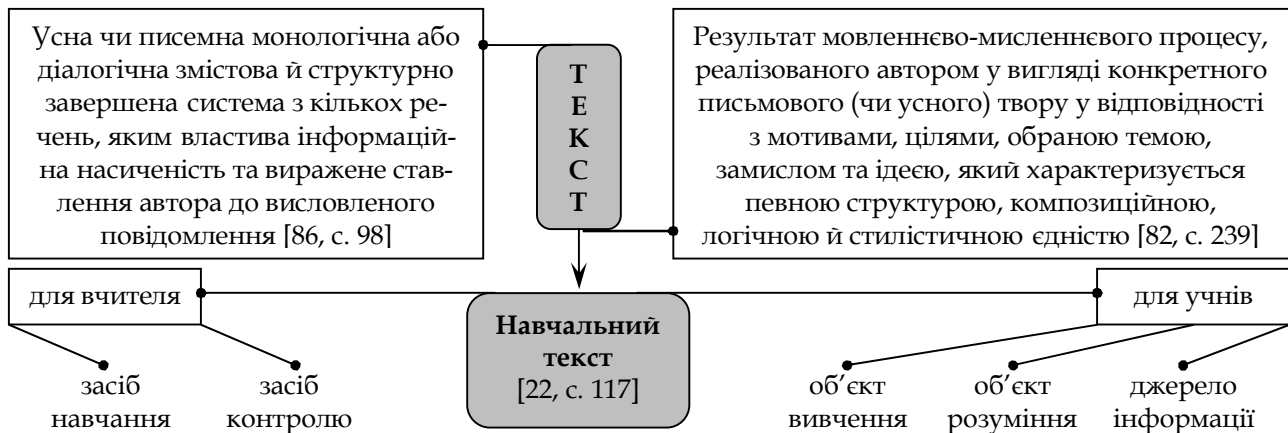 Усна чи писемна монологічна або
діалогічна змістова й структурно
завершена система з кількох ре-
чень, яким властива інформацій-
на насиченість та виражене став-
лення автора до висловленого
повідомлення [86, с. 98]
Т
Е
К
С
Т
Результат мовленнєво-мисленнєвого процесу,
реалізованого автором у вигляді конкретного
письмового (чи усного) твору у відповідності
з мотивами, цілями, обраною темою,
замислом та ідеєю, який характеризується
певною структурою, композиційною,
логічною й стилістичною єдністю [82, с. 239]
для вчителя
Навчальний
текст
[22, с. 117]
для учнів
засіб
навчання
засіб
контролю
об’єкт
вивчення
об’єкт
розуміння
джерело
інформації